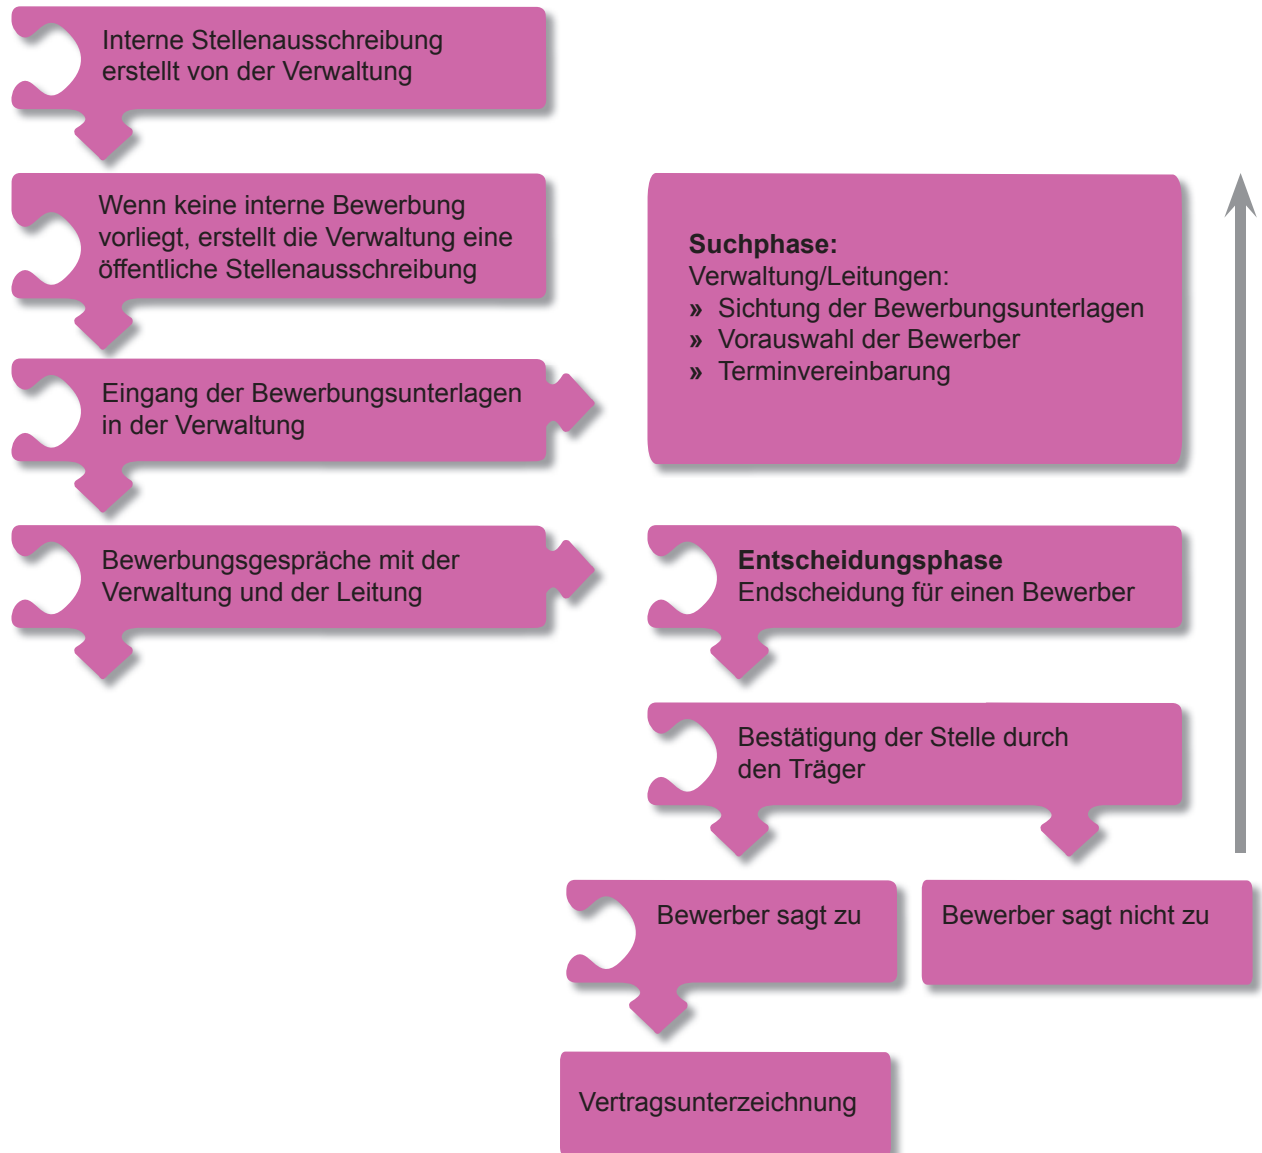 Interne Stellenausschreibung
erstellt von der Verwaltung
Wenn keine interne Bewerbung
vorliegt, erstellt die Verwaltung eine
öffentliche Stellenausschreibung
Eingang der Bewerbungsunterlagen
in der Verwaltung
Suchphase:
Verwaltung/Leitungen:
» Sichtung der Bewerbungsunterlagen
» Vorauswahl der Bewerber
» Terminvereinbarung
Bewerbungsgespräche mit der
Verwaltung und der Leitung
Entscheidungsphase
Endscheidung für einen Bewerber
Bestätigung der Stelle durch
den Träger
Bewerber sagt zu
Bewerber sagt nicht zu
Vertragsunterzeichnung